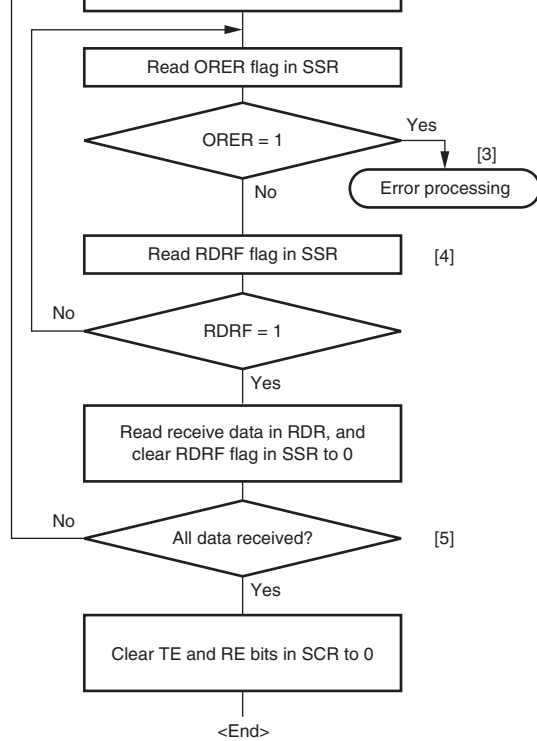 Read ORER flag in SSR
ORER = 1
Yes
[3]
Error processing
No
Read RDRF flag in SSR
[4]
No
RDRF = 1
Yes
Read receive data in RDR, and
clear RDRF flag in SSR to 0
No
All data received?
[5]
Yes
Clear TE and RE bits in SCR to 0
<End>